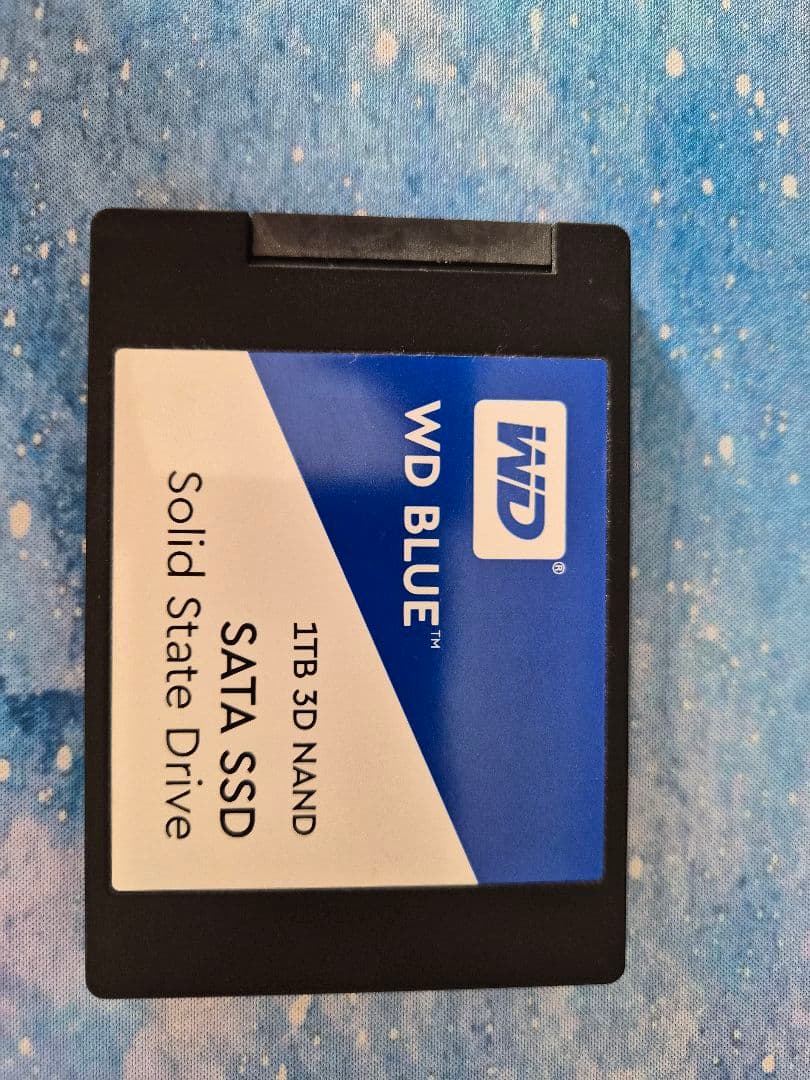 WD®
WD BLUE™
1TB 3D NAND
SATA SSD
Solid State Drive